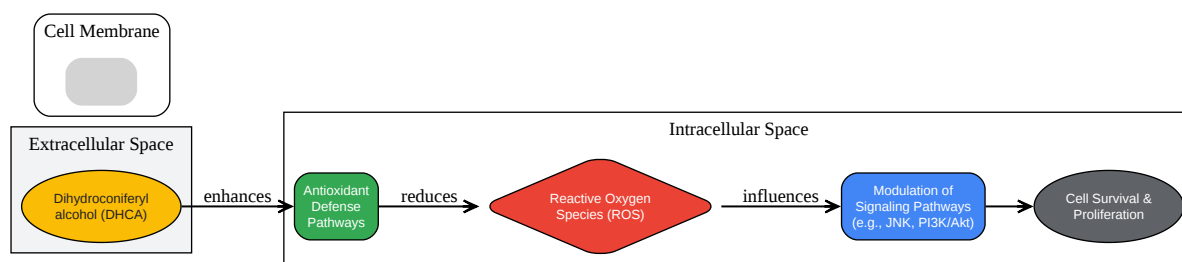 Cell Membrane
Extracellular Space
Intracellular Space
Dihydroconiferyl
alcohol (DHCA)
enhances
Antioxidant
Defense
Pathways
reduces
Reactive Oxygen
Species (ROS)
influences
Modulation of
Signaling Pathways
(e.g., JNK, PI3K/Akt)
Cell Survival &
Proliferation